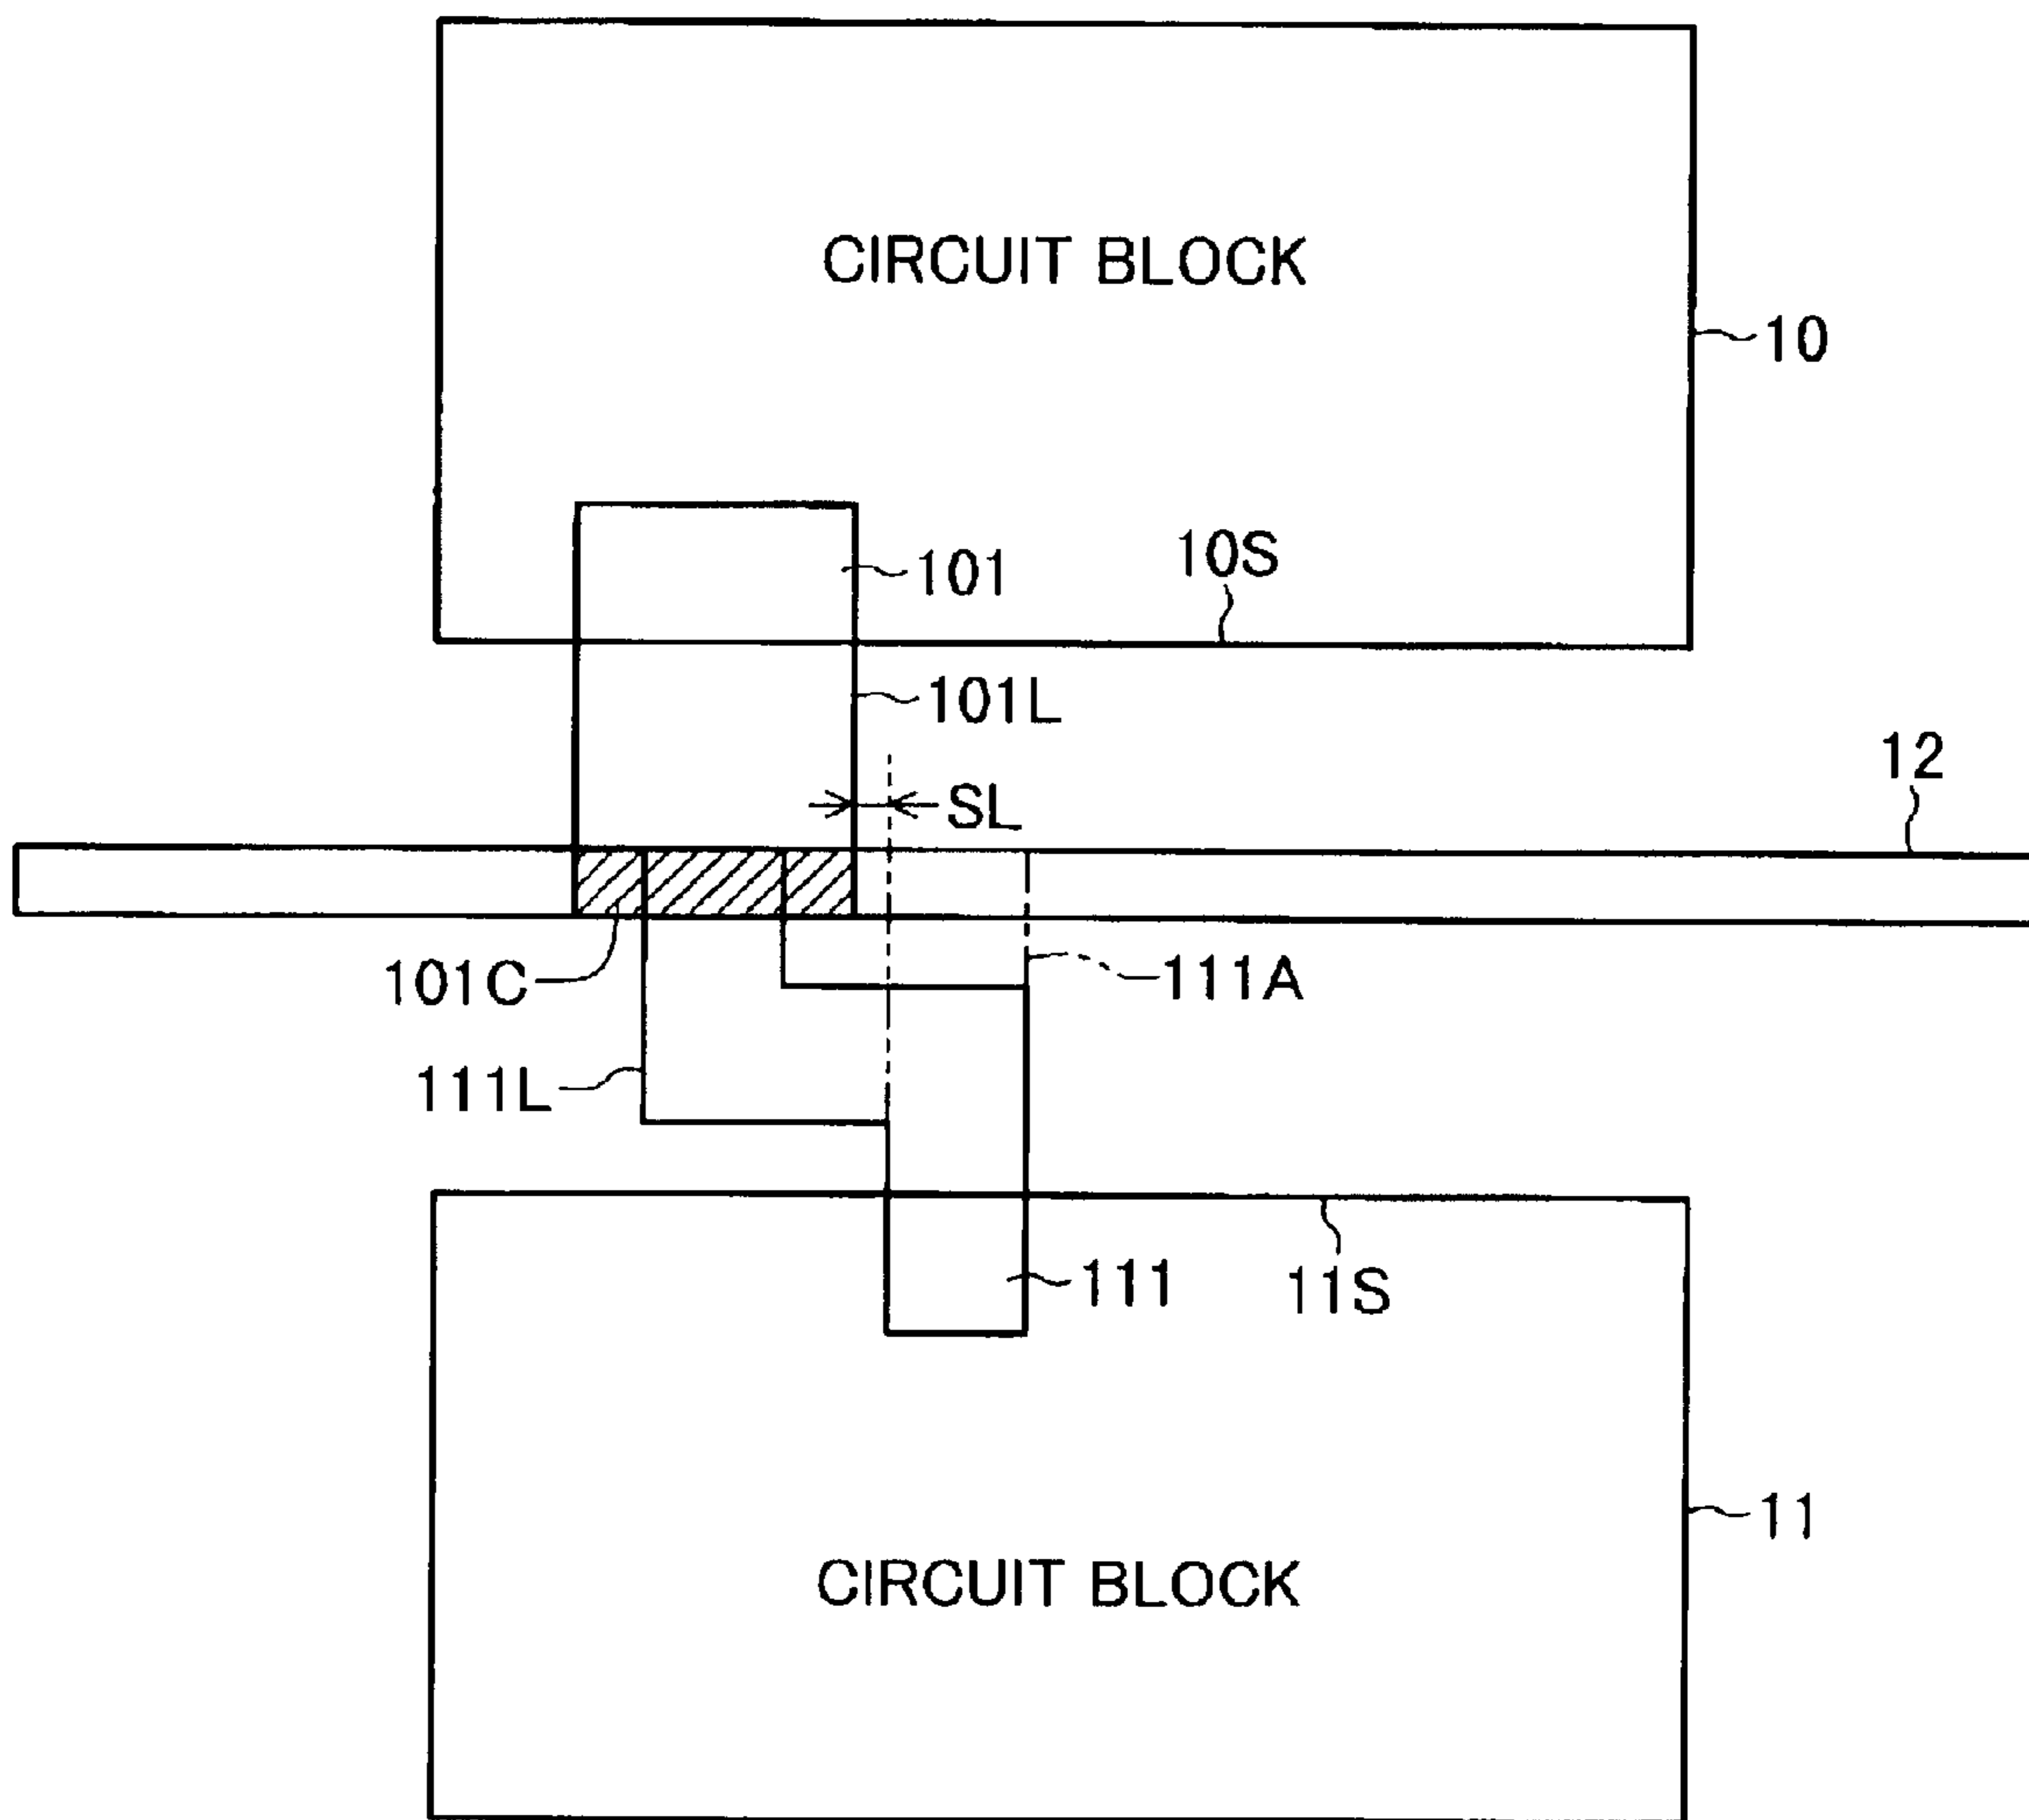 CIRCUIT BLOCK
10
101
10S
101L
12
SL
101C
111A
111L
111
11S
11
CIRCUIT BLOCK